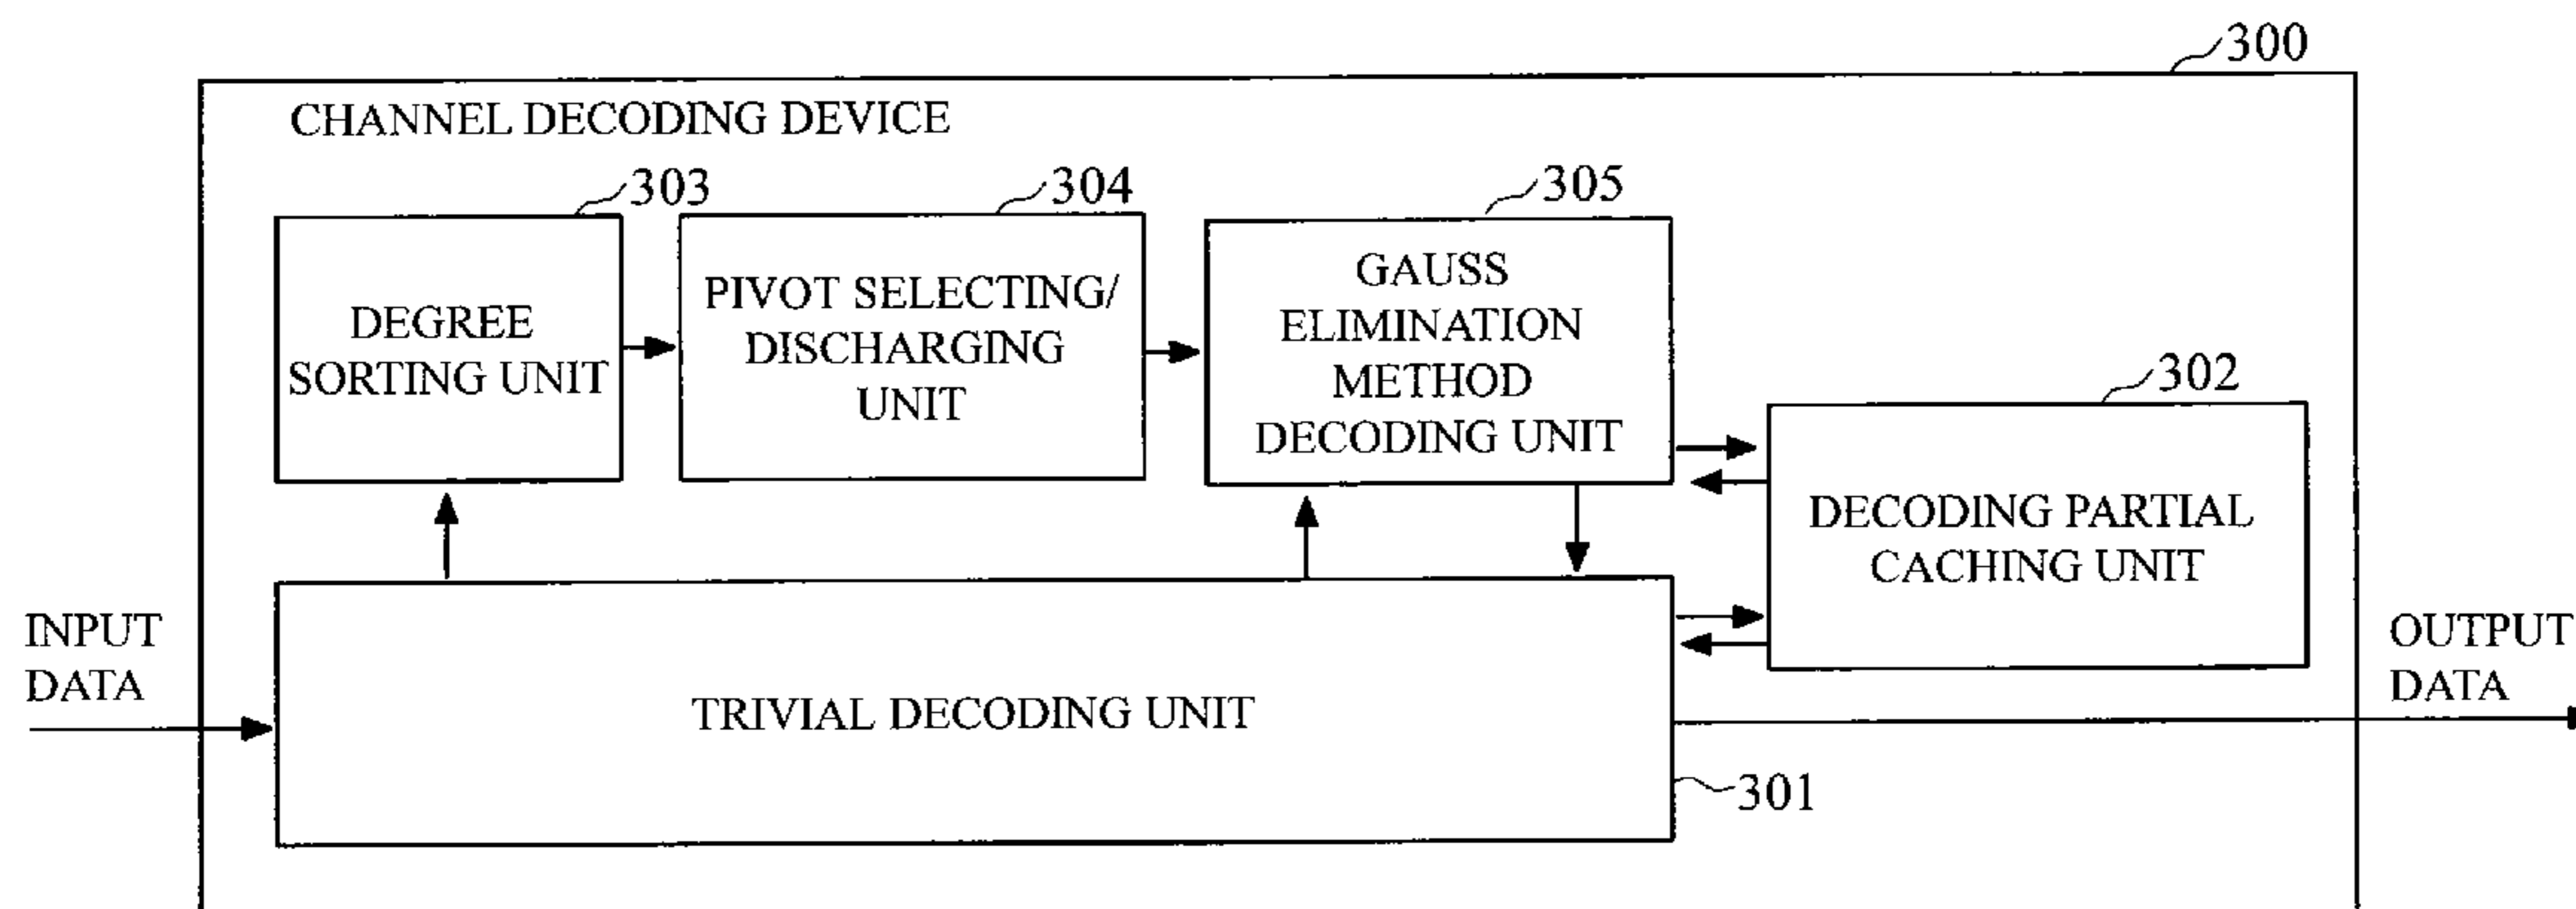 300
CHANNEL DECODING DEVICE
303
304
305
DEGREE
SORTING UNIT
PIVOT SELECTING/
DISCHARGING
UNIT
GAUSS
ELIMINATION
METHOD
DECODING UNIT
302
DECODING PARTIAL
CACHING UNIT
INPUT
DATA
TRIVIAL DECODING UNIT
301
OUTPUT
DATA